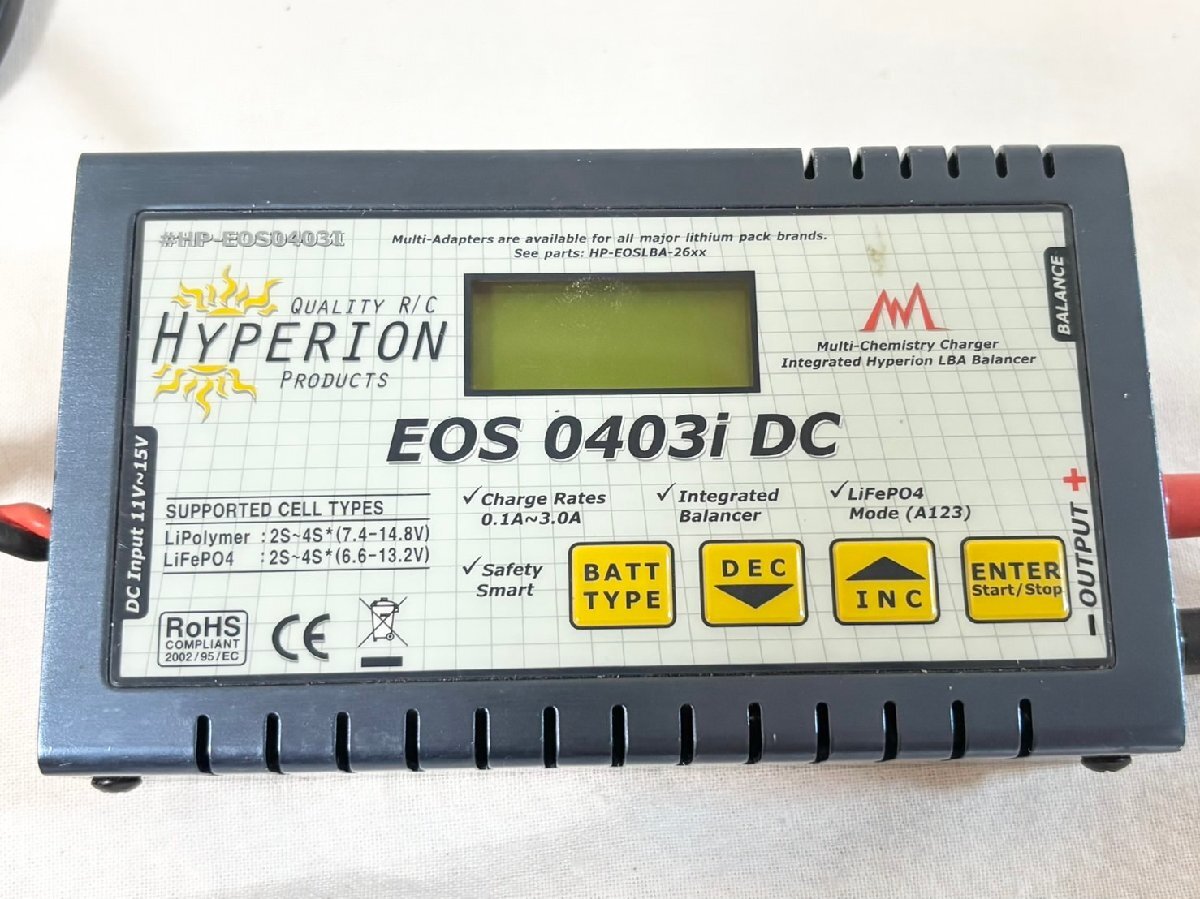 #HP-EOS0403I
Multi-Adapters are available for all major lithium pack brands.
See parts: HP-EOSLBA-26xx
QUALITY R/C
HYPERION
PRODUCTS
Multi-Chemistry Charger
Integrated Hyperion LBA Balancer
BALANCE
EOS 0403i DC
DC Input 11V~15V
SUPPORTED CELL TYPES
LiPolymer : 2S~4S*(7.4-14.8V)
LiFePO4 : 2S~4S*(6.6-13.2V)
✓Charge Rates
0.1A~3.0A
✓Integrated
Balancer
✓LiFePO4
Mode (A123)
✓Safety
Smart
BATT
TYPE
DEC
INC
ENTER
Start/Stop
− OUTPUT +
RoHS
COMPLIANT
2002/95/EC
CE